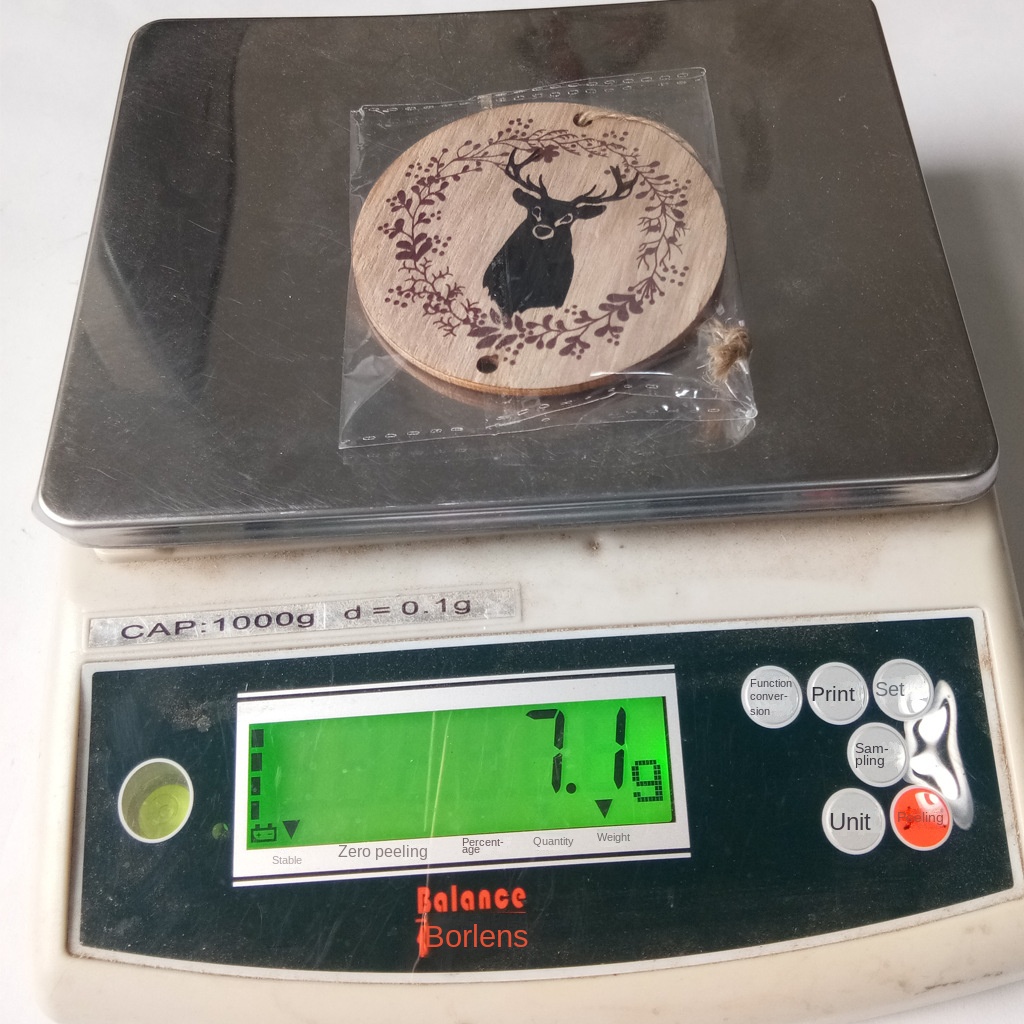 CAP:1000g d = 0.1g
7.1g
Function
conver-
sion
Print
Set
Sam-
pling
Unit
Peeling
Stable
Zero peeling
Percent-
age
Quantity
Weight
Balance
Borlens